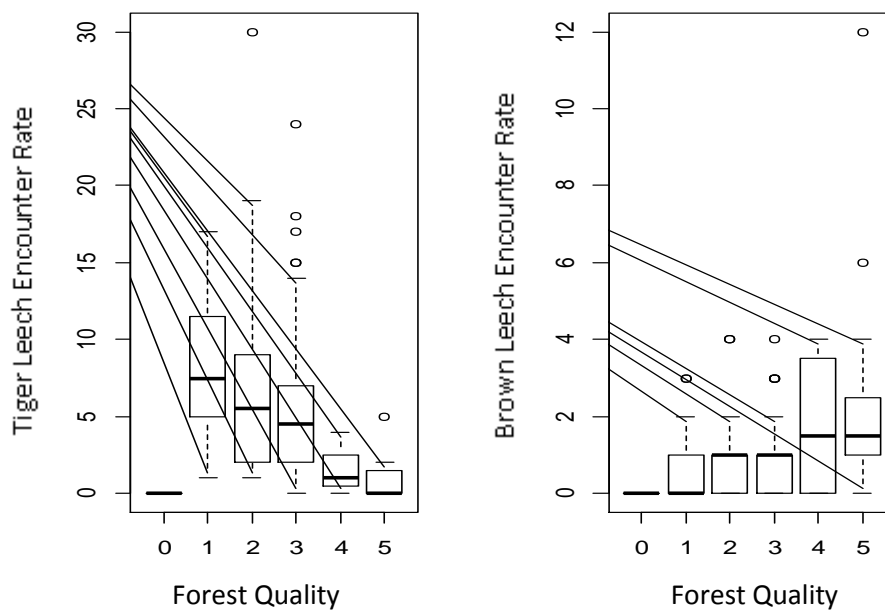 Tiger Leech Encounter Rate
30
25
20
15
10
5
0
0 1 2 3 4 5
Forest Quality
Brown Leech Encounter Rate
12
10
8
6
4
2
0
0 1 2 3 4 5
Forest Quality